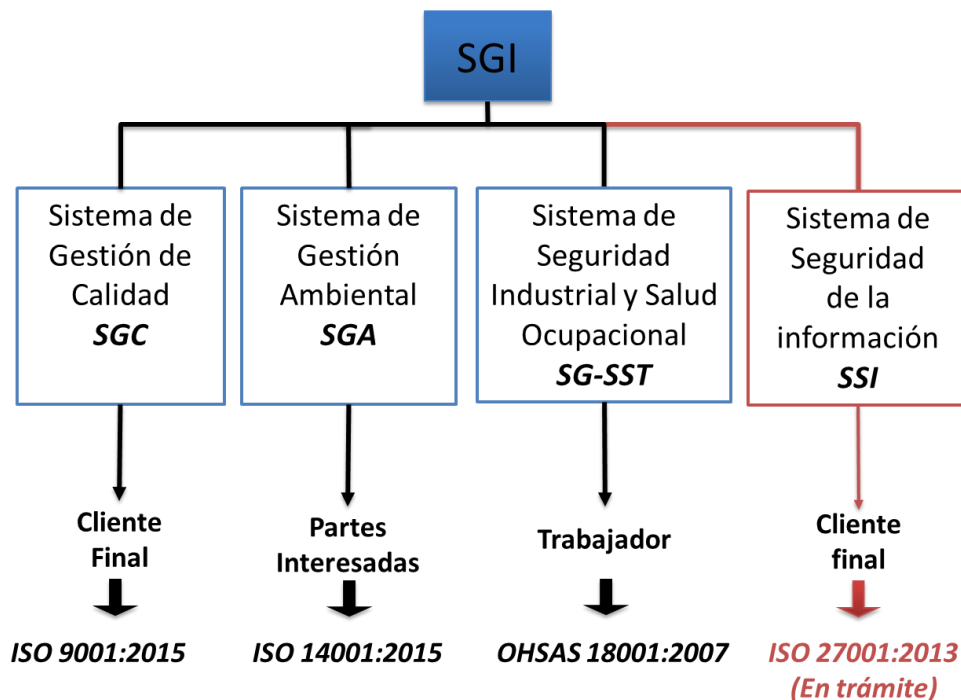 SGI
Sistema de
Gestión de
Calidad
SGC
Sistema de
Gestión
Ambiental
SGA
Sistema de
Seguridad
Industrial y Salud
Ocupacional
SG-SST
Sistema de
Seguridad
de la
información
SSI
Cliente
Final
Partes
Interesadas
Trabajador
Cliente
final
ISO 9001:2015
ISO 14001:2015
OHSAS 18001:2007
ISO 27001:2013
(En trámite)